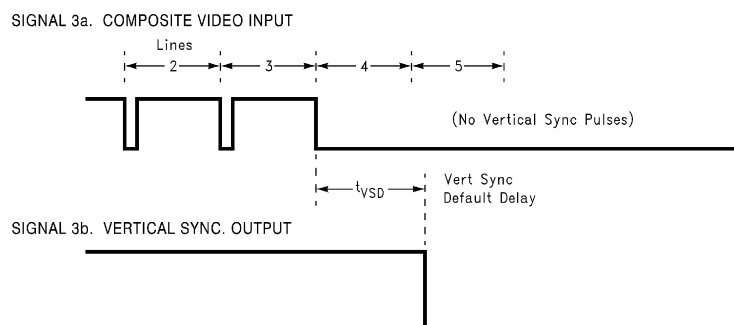 SIGNAL 3a. COMPOSITE VIDEO INPUT
Lines
2 3 4 5
(No Vertical Sync Pulses)
tVSD
Vert Sync
Default Delay
SIGNAL 3b. VERTICAL SYNC. OUTPUT